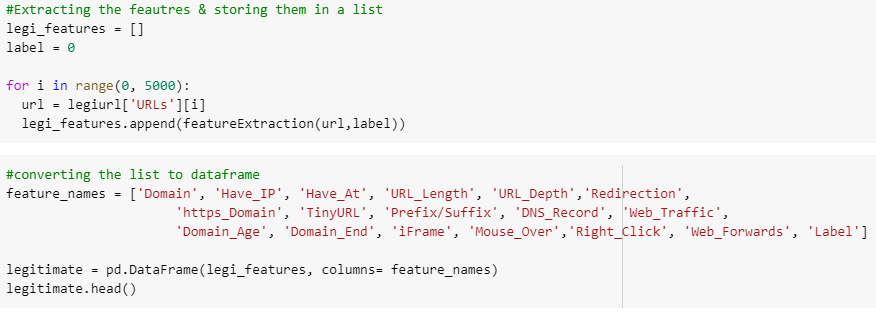 #Extracting the feautres & storing them in a list
legi_features = []
label = 0
for i in range(0, 5000):
  url = legiurl['URLs'][i]
  legi_features.append(featureExtraction(url,label))
#converting the list to dataframe
feature_names = ['Domain', 'Have_IP', 'Have_At', 'URL_Length', 'URL_Depth','Redirection',
                      'https_Domain', 'TinyURL', 'Prefix/Suffix', 'DNS_Record', 'Web_Traffic',
                      'Domain_Age', 'Domain_End', 'iFrame', 'Mouse_Over','Right_Click', 'Web_Forwards', 'Label']
legitimate = pd.DataFrame(legi_features, columns= feature_names)
legitimate.head()